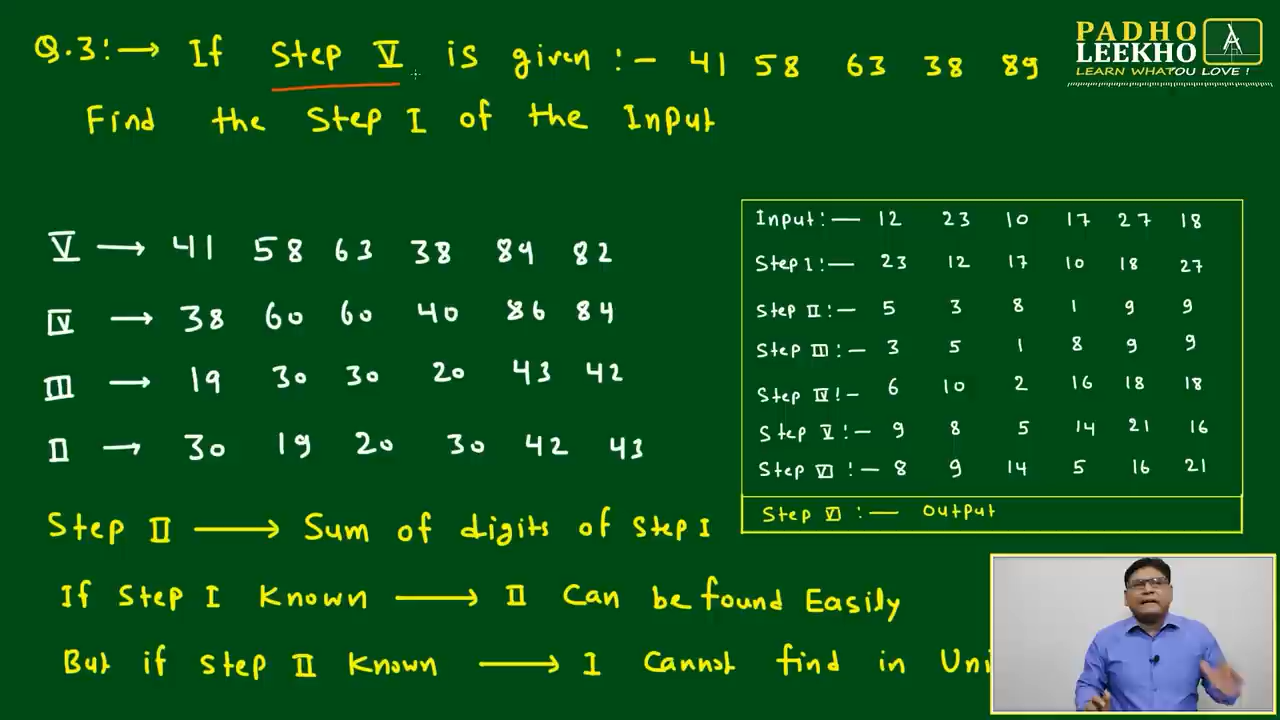 Q.3:→ If Step V is given :- 41 58 63 38 89
Find the Step I of the Input
PADHO
LEEKHO
LEARN WHAT YOU LOVE !
V → 41 58 63 38 89 82
IV → 38 60 60 40 86 84
III → 19 30 30 20 43 42
II → 30 19 20 30 42 43
Step II → Sum of digits of Step I
If Step I Known → II Can be found Easily
But if Step II Known → I Cannot find in Uni
Input:— 12 23 10 17 27 18
Step I:— 23 12 17 10 18 27
Step II:- 5 3 8 1 9 9
Step III:- 3 5 1 8 9 9
Step IV:- 6 10 2 16 18 18
Step V:- 9 8 5 14 21 16
Step VI:- 8 9 14 5 16 21
Step VI:— Output